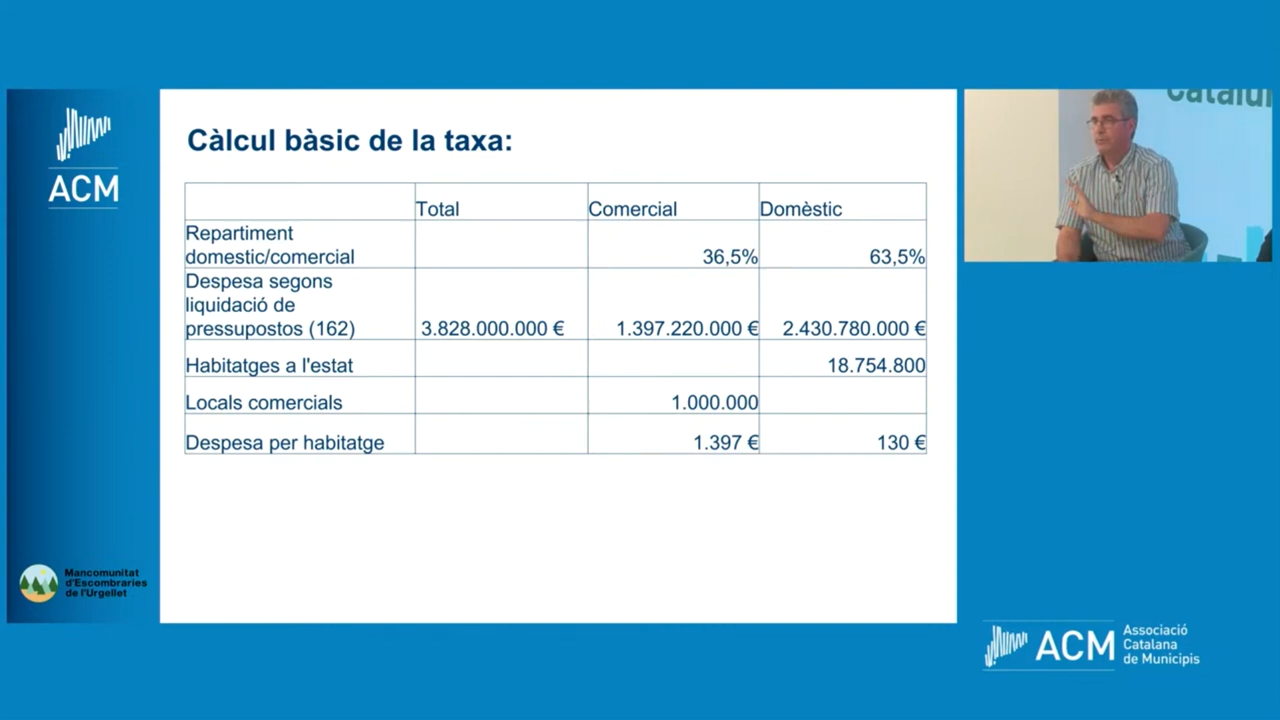 ACM
Càlcul bàsic de la taxa:
Total Comercial Domèstic
Repartiment
domestic/comercial 36,5% 63,5%
Despesa segons
liquidació de
pressupostos (162) 3.828.000.000 € 1.397.220.000 € 2.430.780.000 €
Habitatges a l'estat 18.754.800
Locals comercials 1.000.000
Despesa per habitatge 1.397 € 130 €
Mancomunitat
d'Escombraries
de l'Urgellet
ACM
Associació
Catalana
de Municipis